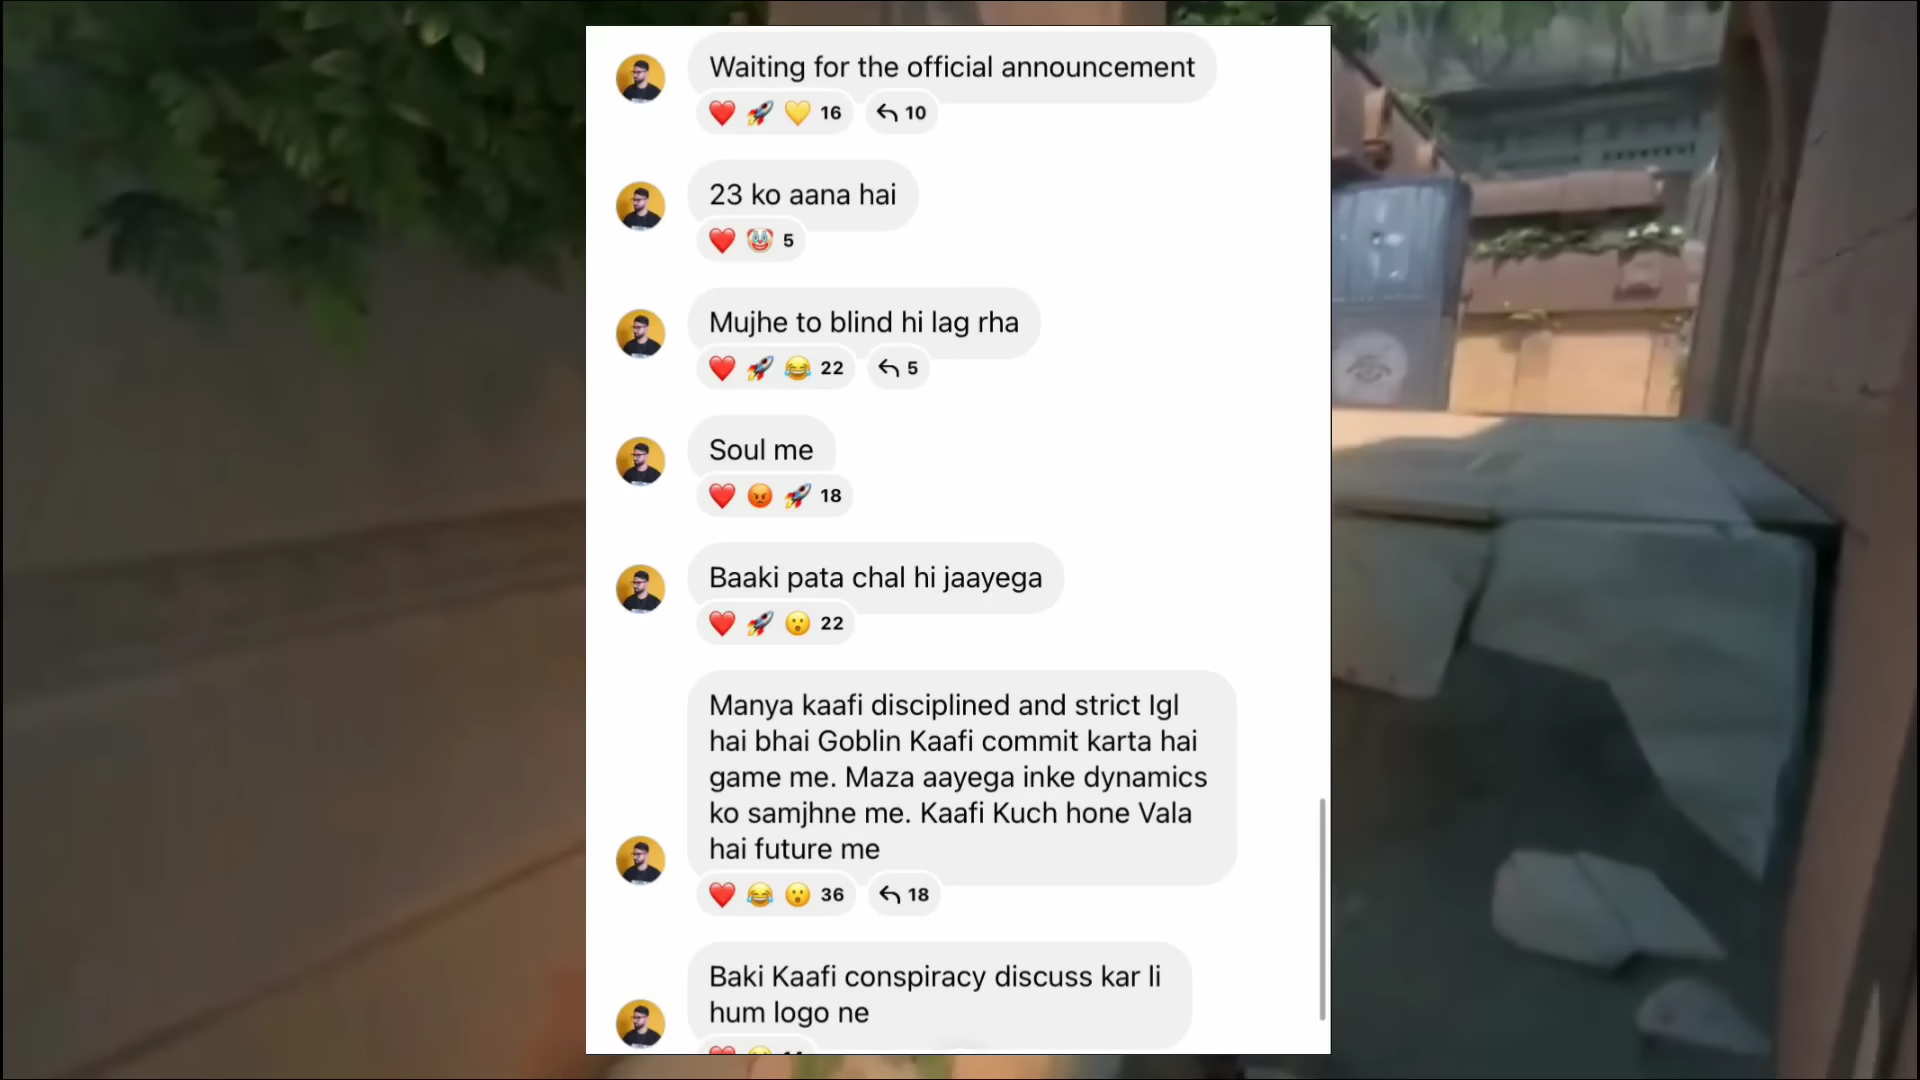 Waiting for the official announcement
16
10
23 ko aana hai
5
Mujhe to blind hi lag rha
22
5
Soul me
18
Baaki pata chal hi jaayega
22
Manya kaafi disciplined and strict Igl
hai bhai Goblin Kaafi commit karta hai
game me. Maza aayega inke dynamics
ko samjhne me. Kaafi Kuch hone Vala
hai future me
36
18
Baki Kaafi conspiracy discuss kar li
hum logo ne